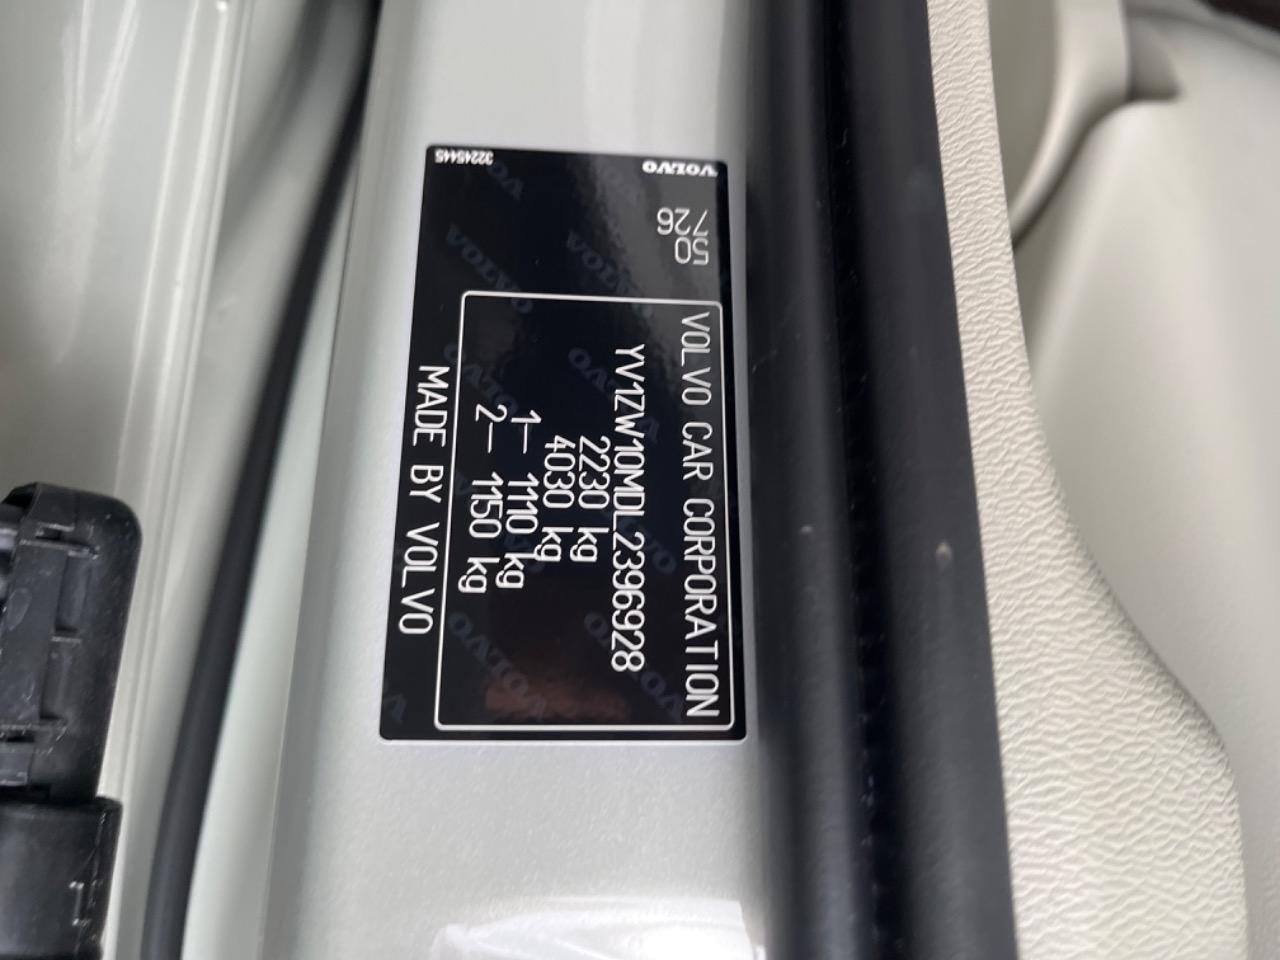 VOLVO
32245445
50
726
VOLVO CAR CORPORATION
YV1ZW10MDL2396928
2230 kg
4030 kg
1— 1110 kg
2— 1150 kg
MADE BY VOLVO